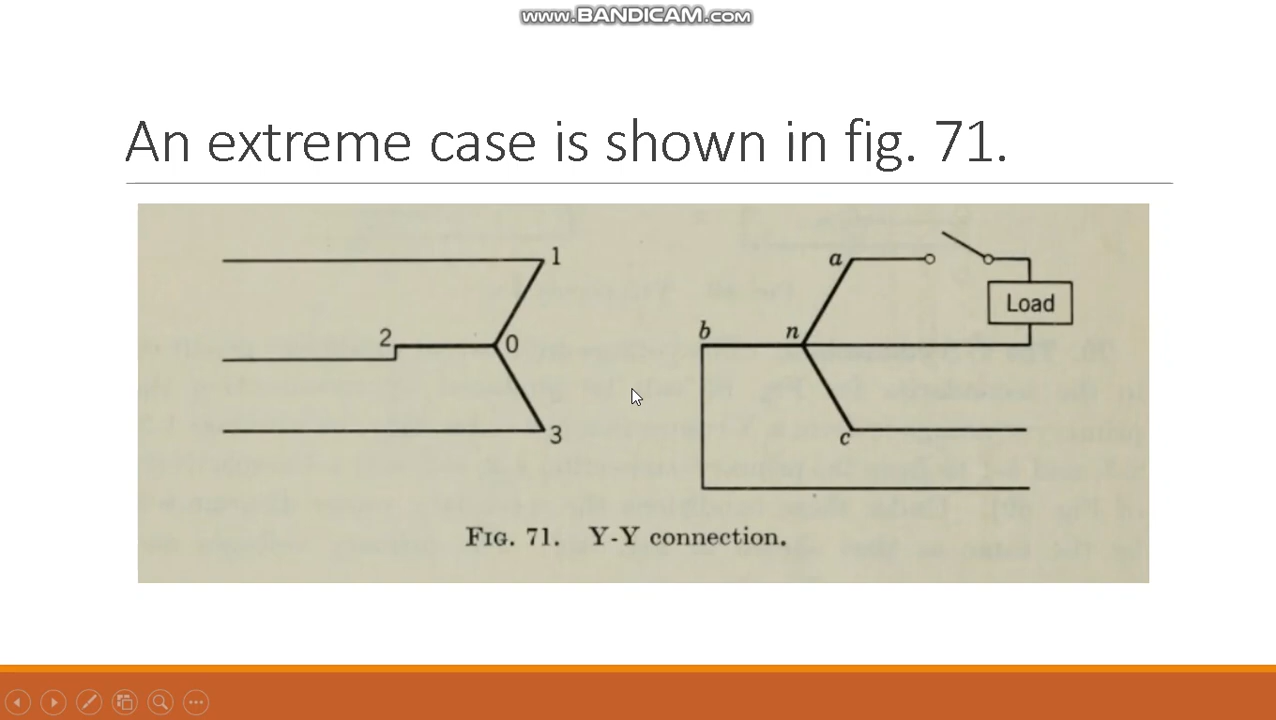 www.BANDICAM.com
An extreme case is shown in fig. 71.
1
2
0
3
a
b
n
c
Load
FIG. 71. Y-Y connection.